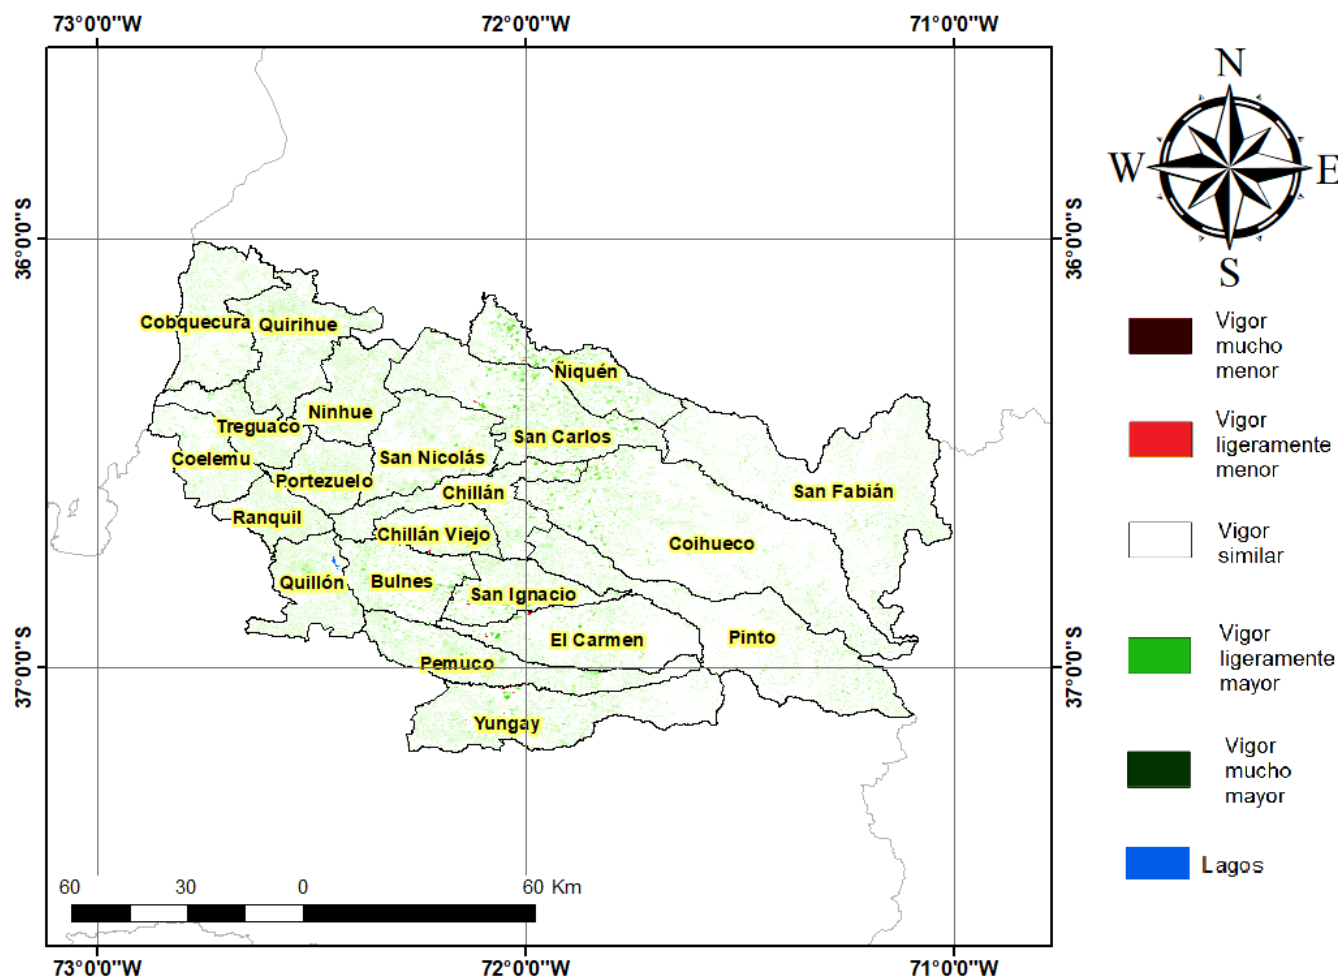 73°0'0"W
72°0'0"W
71°0'0"W
36°0'0"S
36°0'0"S
37°0'0"S
37°0'0"S
Cobquecura
Quirihue
Ñiquén
Ninhue
Treguaco
San Carlos
Coelemu
San Nicolás
Portezuelo
Chillán
San Fabián
Ranquil
Chillán Viejo
Coihueco
Quillón
Bulnes
San Ignacio
El Carmen
Pinto
Pemuco
Yungay
60
30
0
60 Km
73°0'0"W
72°0'0"W
71°0'0"W
N
W
E
S
Vigor
mucho
menor
Vigor
ligeramente
menor
Vigor
similar
Vigor
ligeramente
mayor
Vigor
mucho
mayor
Lagos